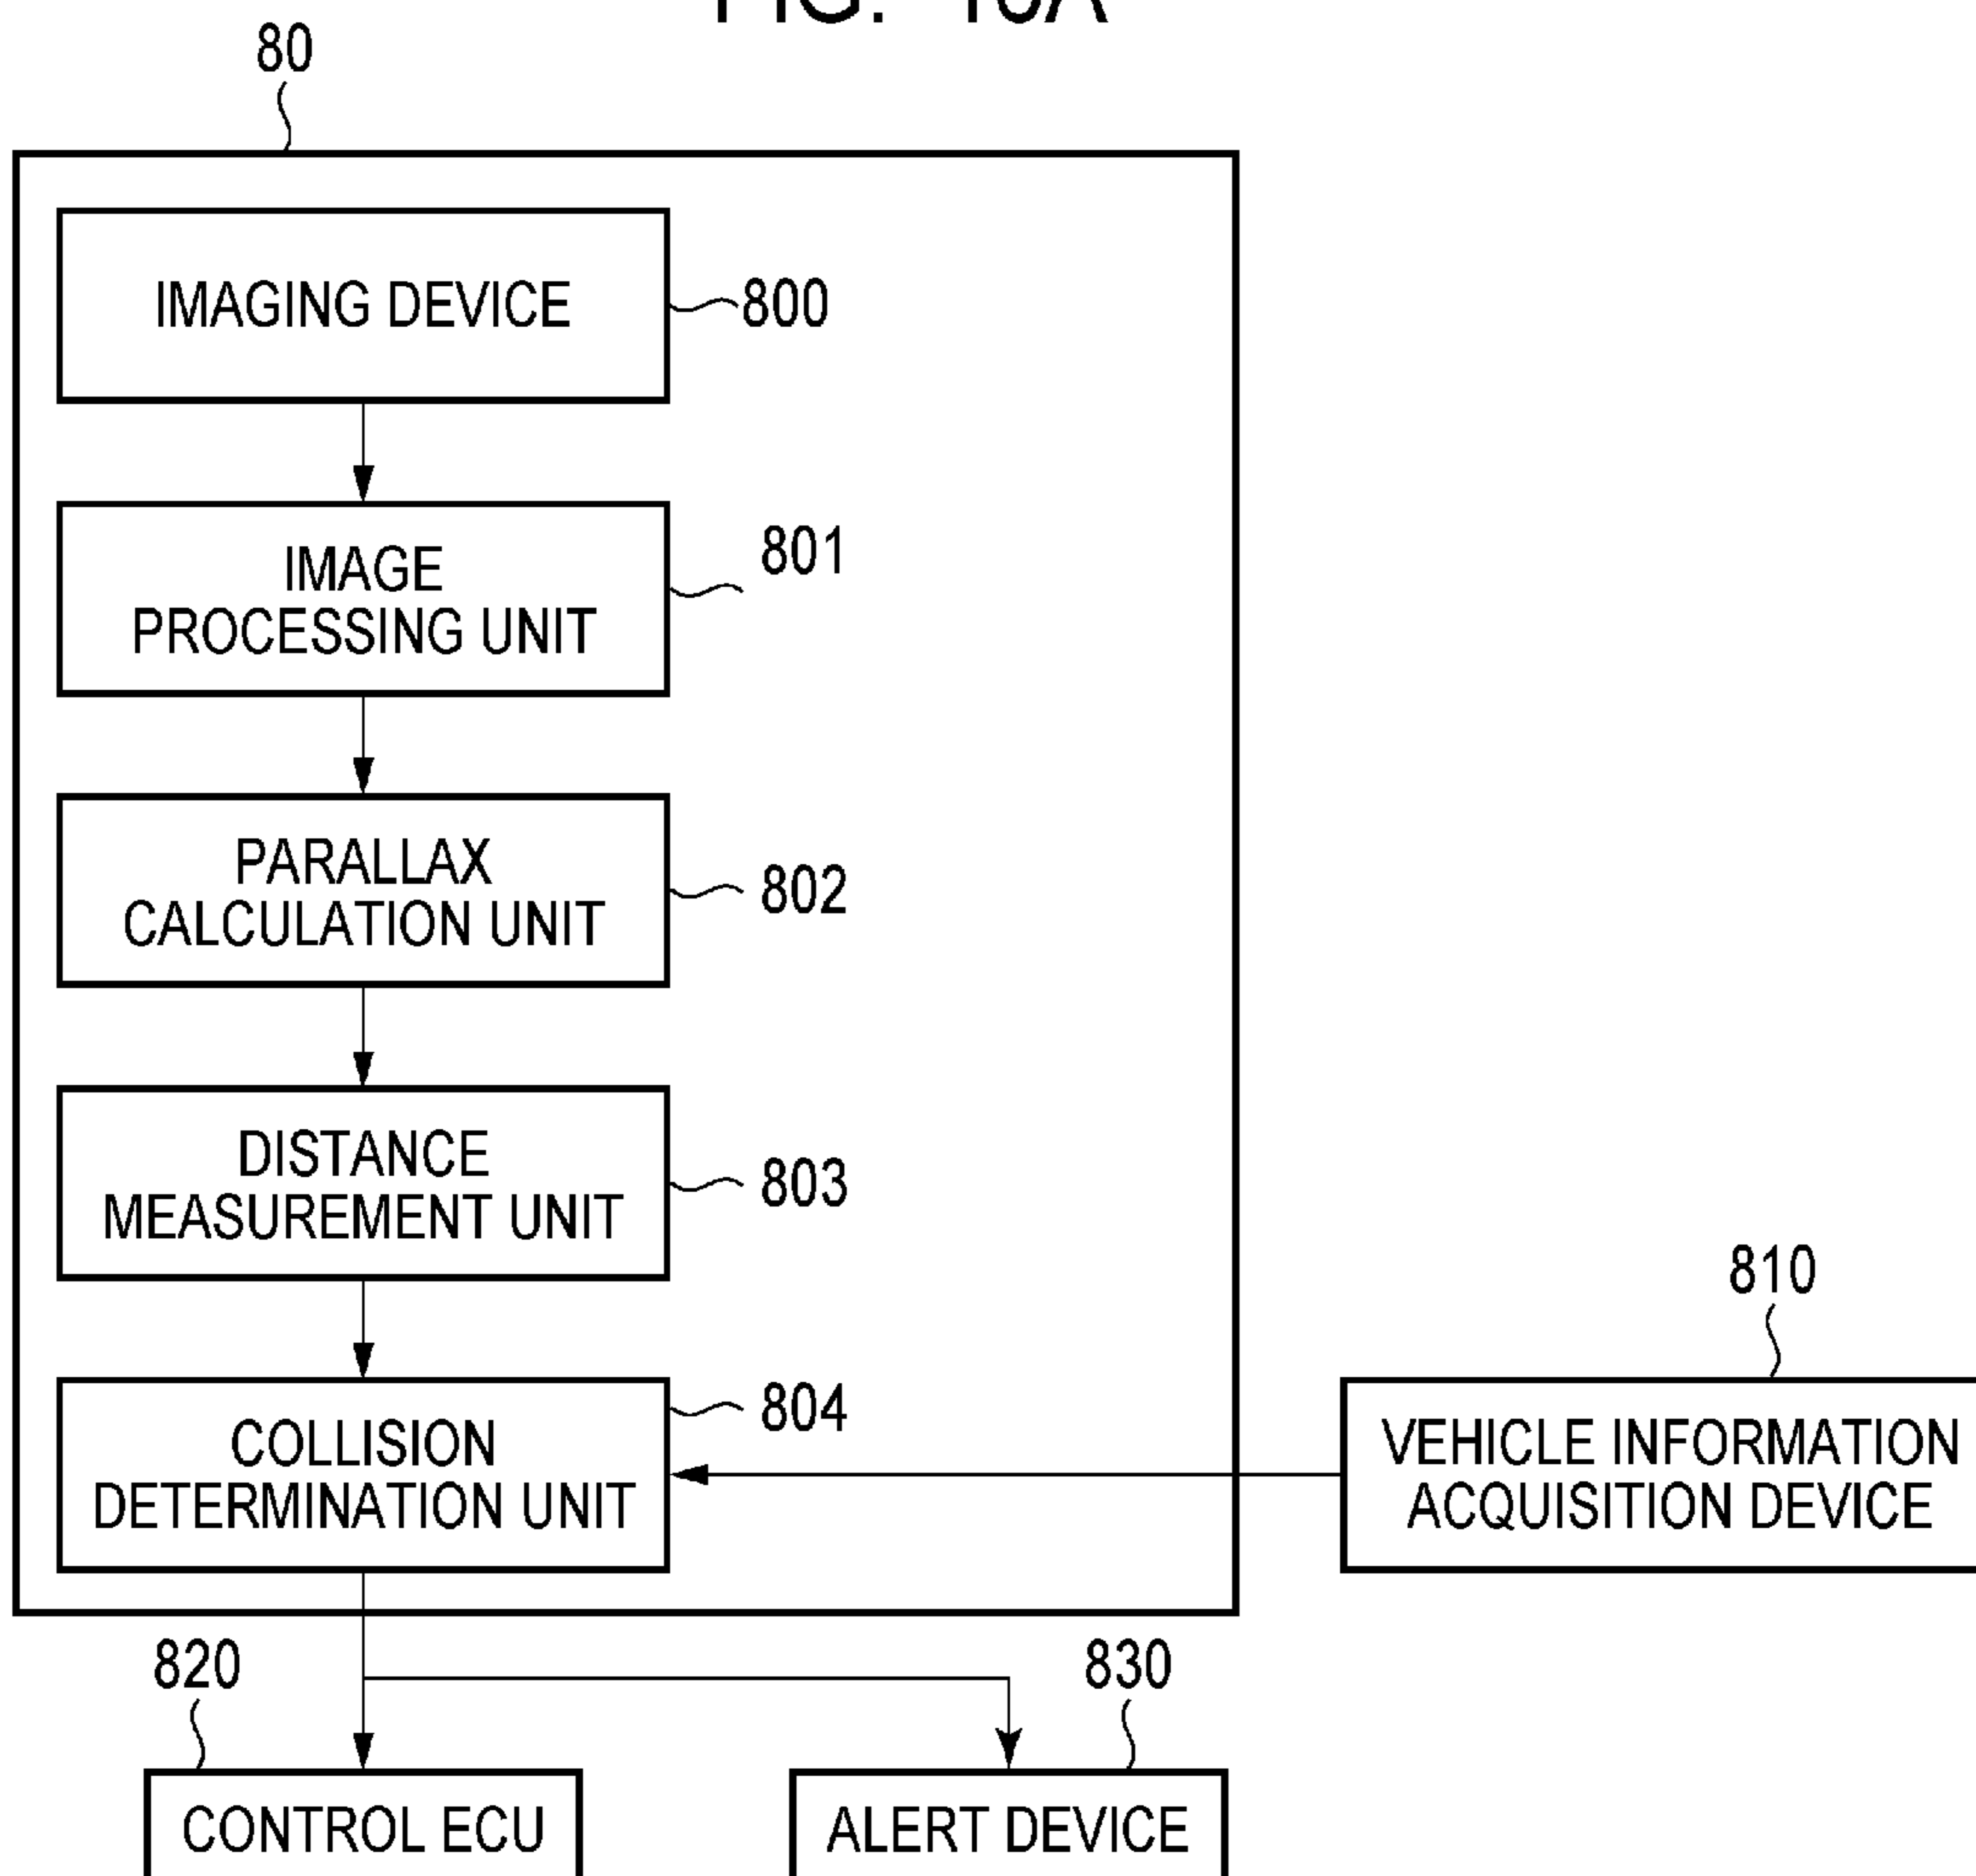 FIG.
80
IMAGING DEVICE
800
IMAGE
PROCESSING UNIT
801
PARALLAX
CALCULATION UNIT
802
DISTANCE
MEASUREMENT UNIT
803
COLLISION
DETERMINATION UNIT
804
810
VEHICLE INFORMATION
ACQUISITION DEVICE
820
CONTROL ECU
830
ALERT DEVICE